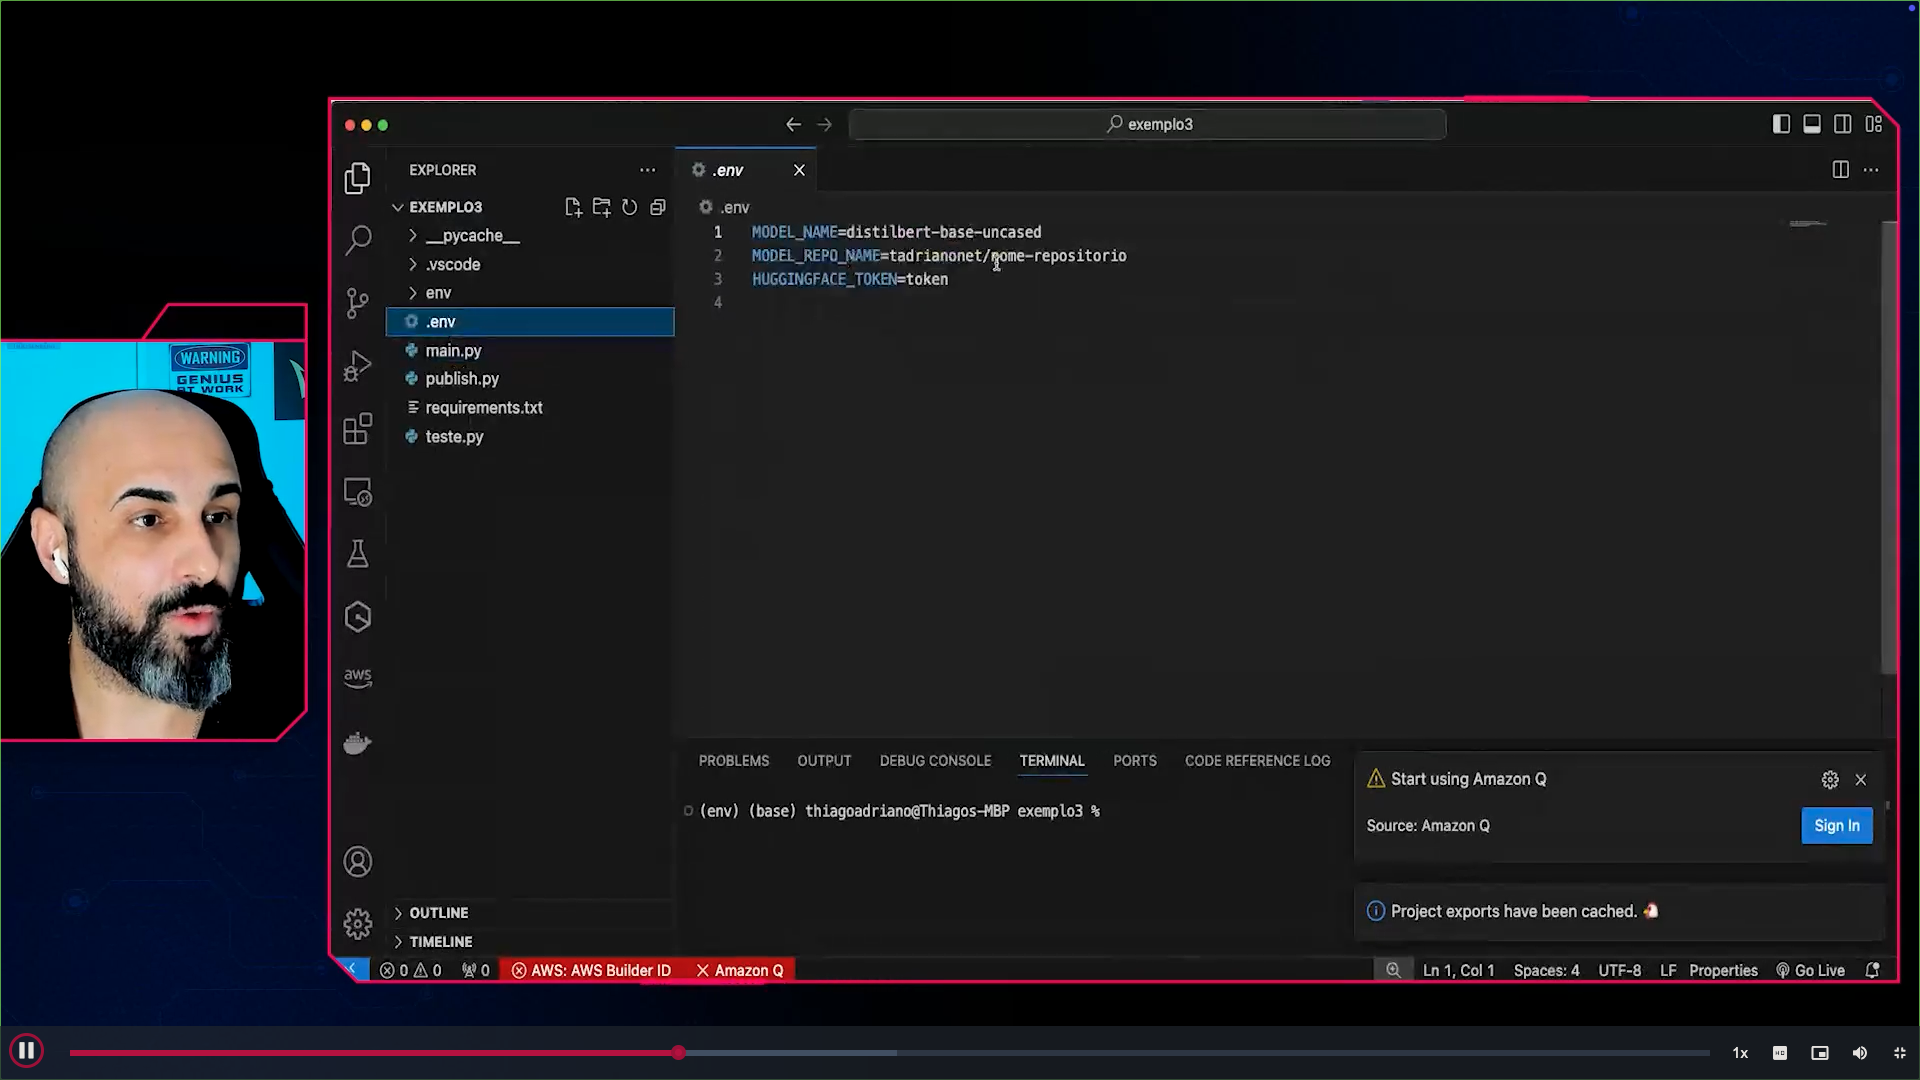 WARNING
GENIUS
AT WORK
exemplo3
EXPLORER
EXEMPLO3
__pycache__
.vscode
env
.env
main.py
publish.py
requirements.txt
teste.py
OUTLINE
TIMELINE
.env
.env
1 MODEL_NAME=distilbert-base-uncased
2 MODEL_REPO_NAME=tadrianonet/nome-repositorio
3 HUGGINGFACE_TOKEN=token
4
PROBLEMS OUTPUT DEBUG CONSOLE TERMINAL PORTS CODE REFERENCE LOG
(env) (base) thiagoadriano@Thiagos-MBP exemplo3 %
Start using Amazon Q
Source: Amazon Q
Sign In
Project exports have been cached.
aws
0 0 0 AWS: AWS Builder ID Amazon Q
Ln 1, Col 1 Spaces: 4 UTF-8 LF Properties Go Live
1x
HD